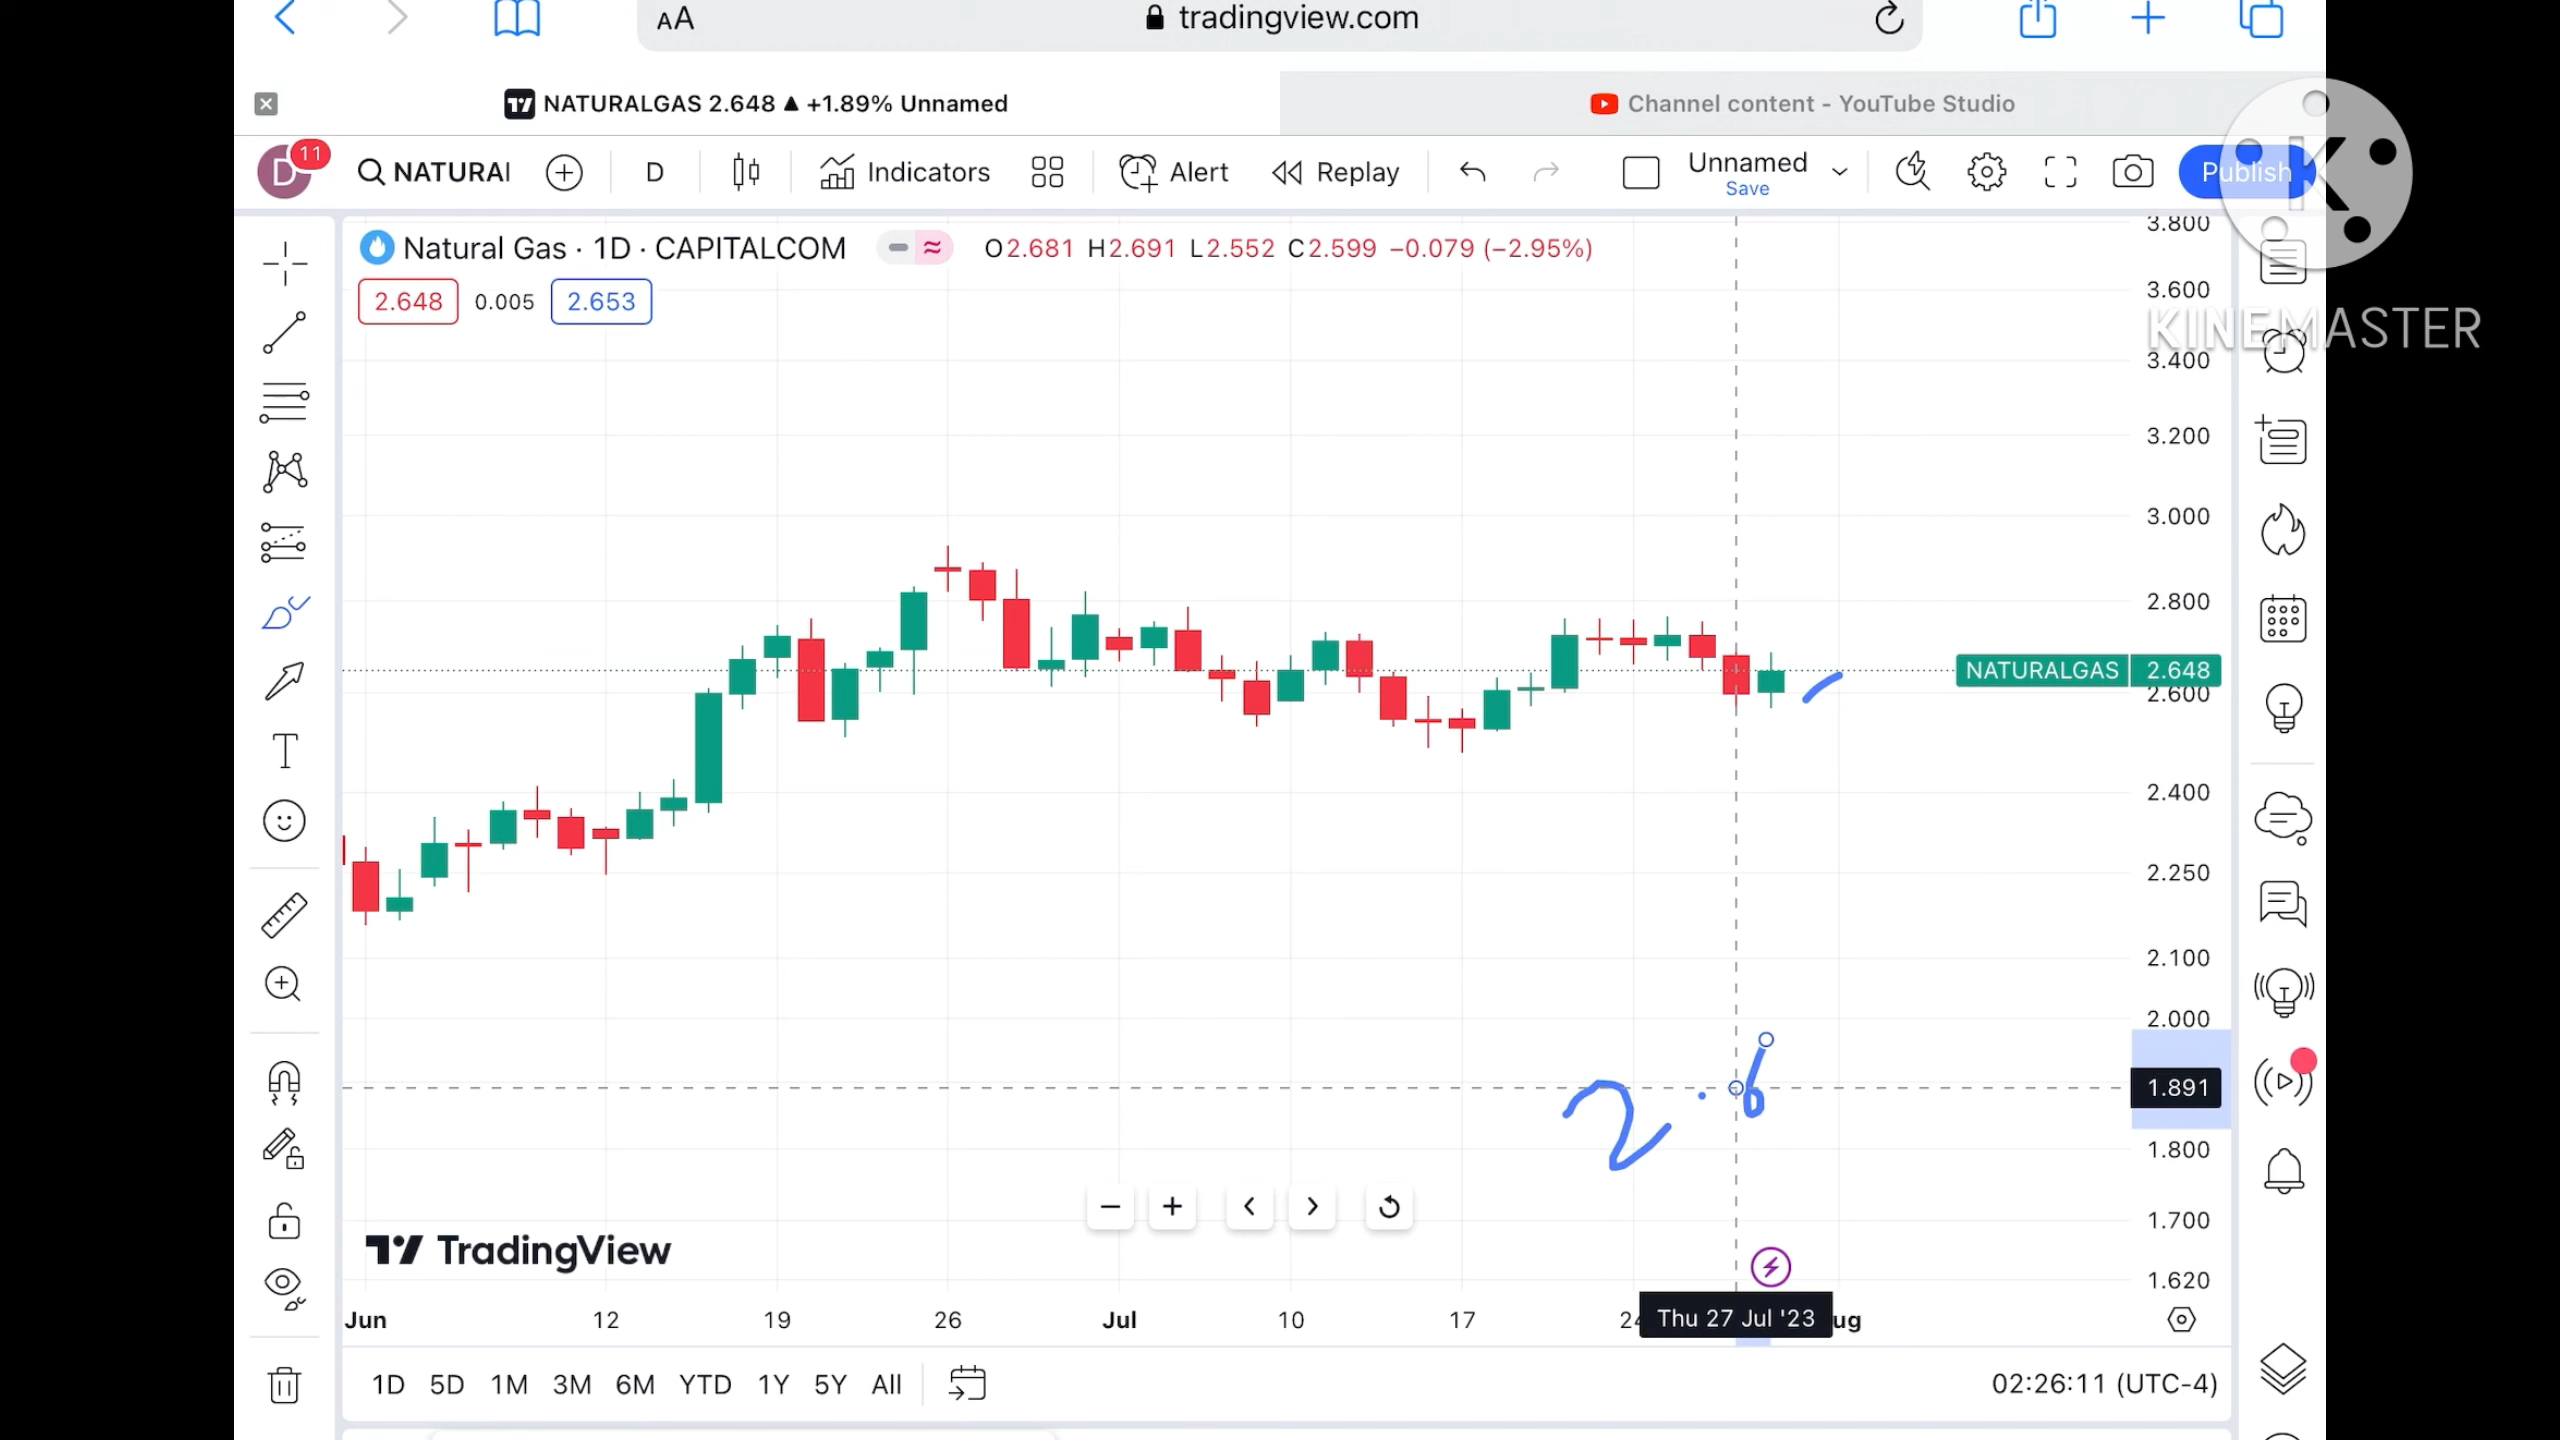 AA tradingview.com
NATURALGAS 2.648 ▲ +1.89% Unnamed
Channel content - YouTube Studio
D 11 NATURAI D Indicators Alert Replay Unnamed Save Publish
K
KINEMASTER
Natural Gas · 1D · CAPITALCOM O2.681 H2.691 L2.552 C2.599 −0.079 (−2.95%)
2.648 0.005 2.653
3.800
3.600
3.400
3.200
3.000
2.800
NATURALGAS 2.648
2.600
2.400
2.250
2.100
2.000
1.891
1.800
1.700
1.620
2.6
TradingView
Jun 12 19 26 Jul 10 17 Thu 27 Jul '23 ug
1D 5D 1M 3M 6M YTD 1Y 5Y All 02:26:11 (UTC-4)